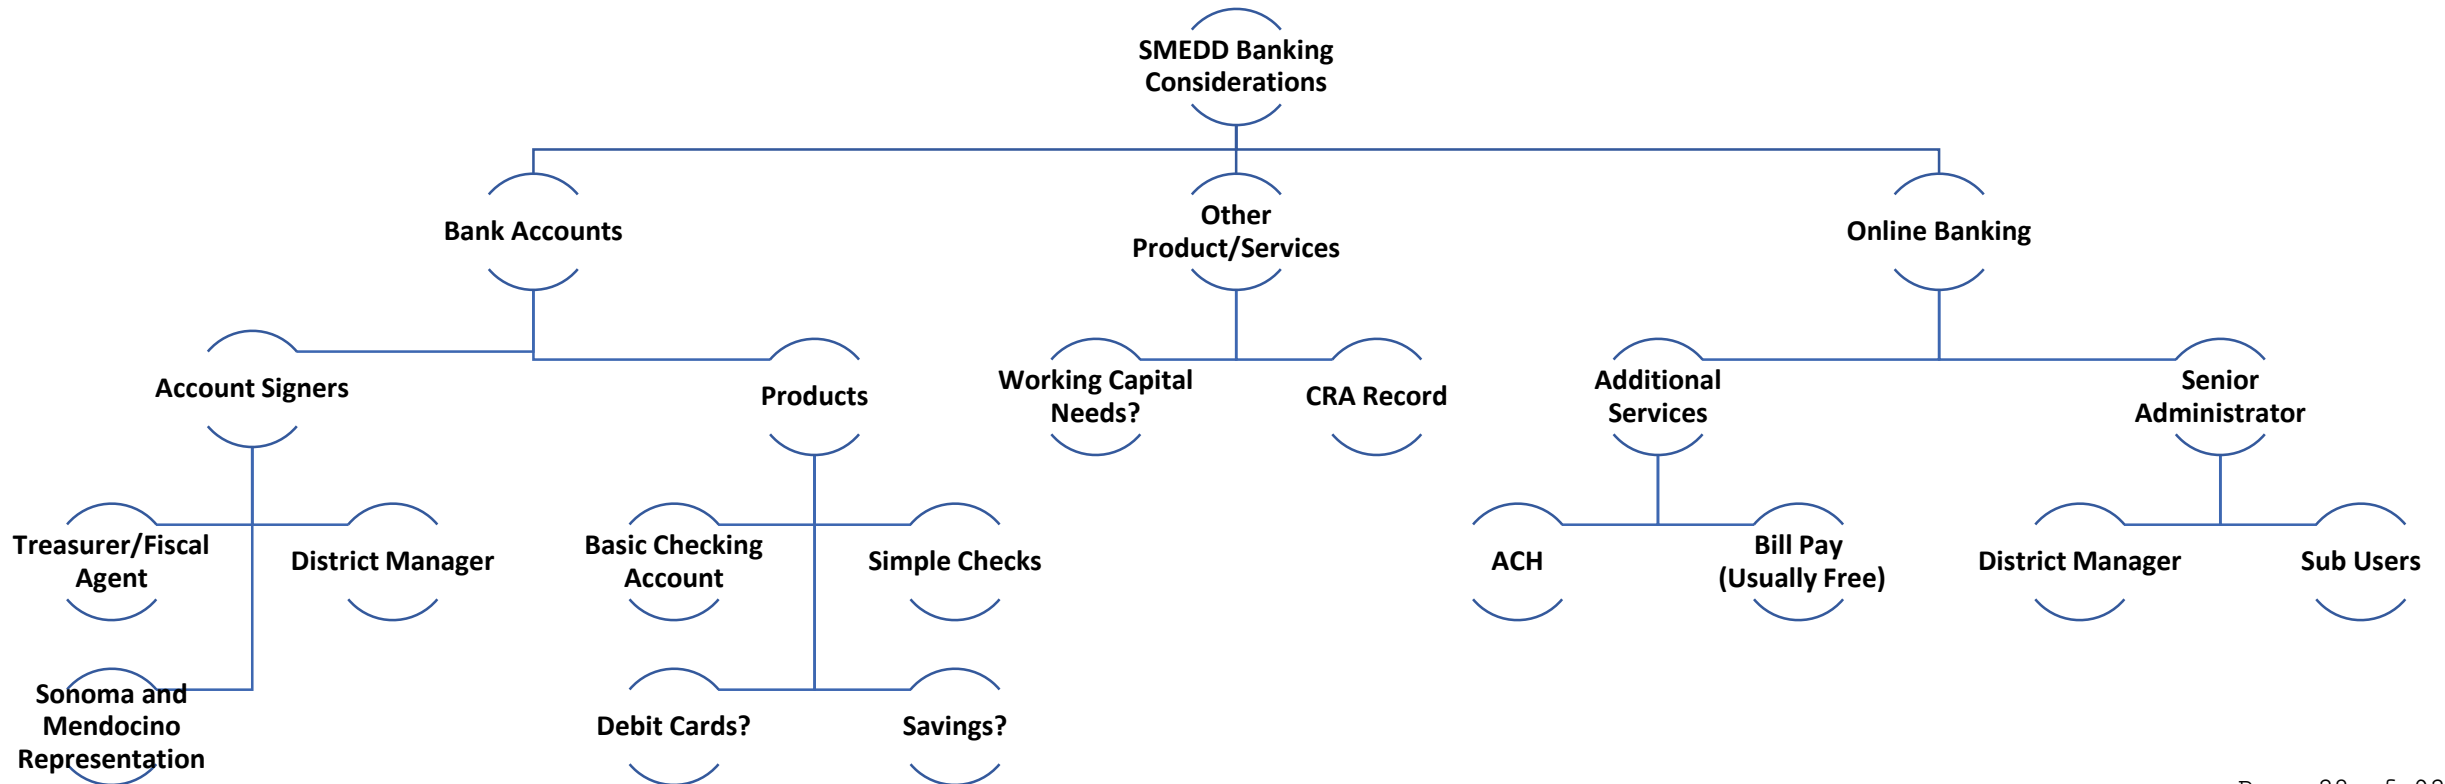 SMEDD Banking
Considerations
Bank Accounts
Other
Product/Services
Online Banking
Account Signers
Products
Working Capital
Needs?
CRA Record
Additional
Services
Senior
Administrator
Treasurer/Fiscal
Agent
District Manager
Basic Checking
Account
Simple Checks
ACH
Bill Pay
(Usually Free)
District Manager
Sub Users
Sonoma and
Mendocino
Representation
Debit Cards?
Savings?